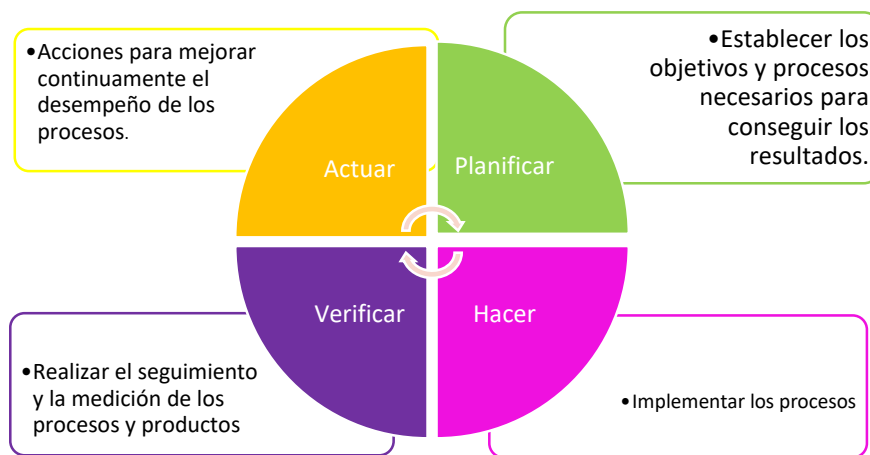 •Acciones para mejorar
continuamente el
desempeño de los
procesos.
•Establecer los
objetivos y procesos
necesarios para
conseguir los
resultados.
Actuar
Planificar
Verificar
Hacer
•Realizar el seguimiento
y la medición de los
procesos y productos
•Implementar los procesos